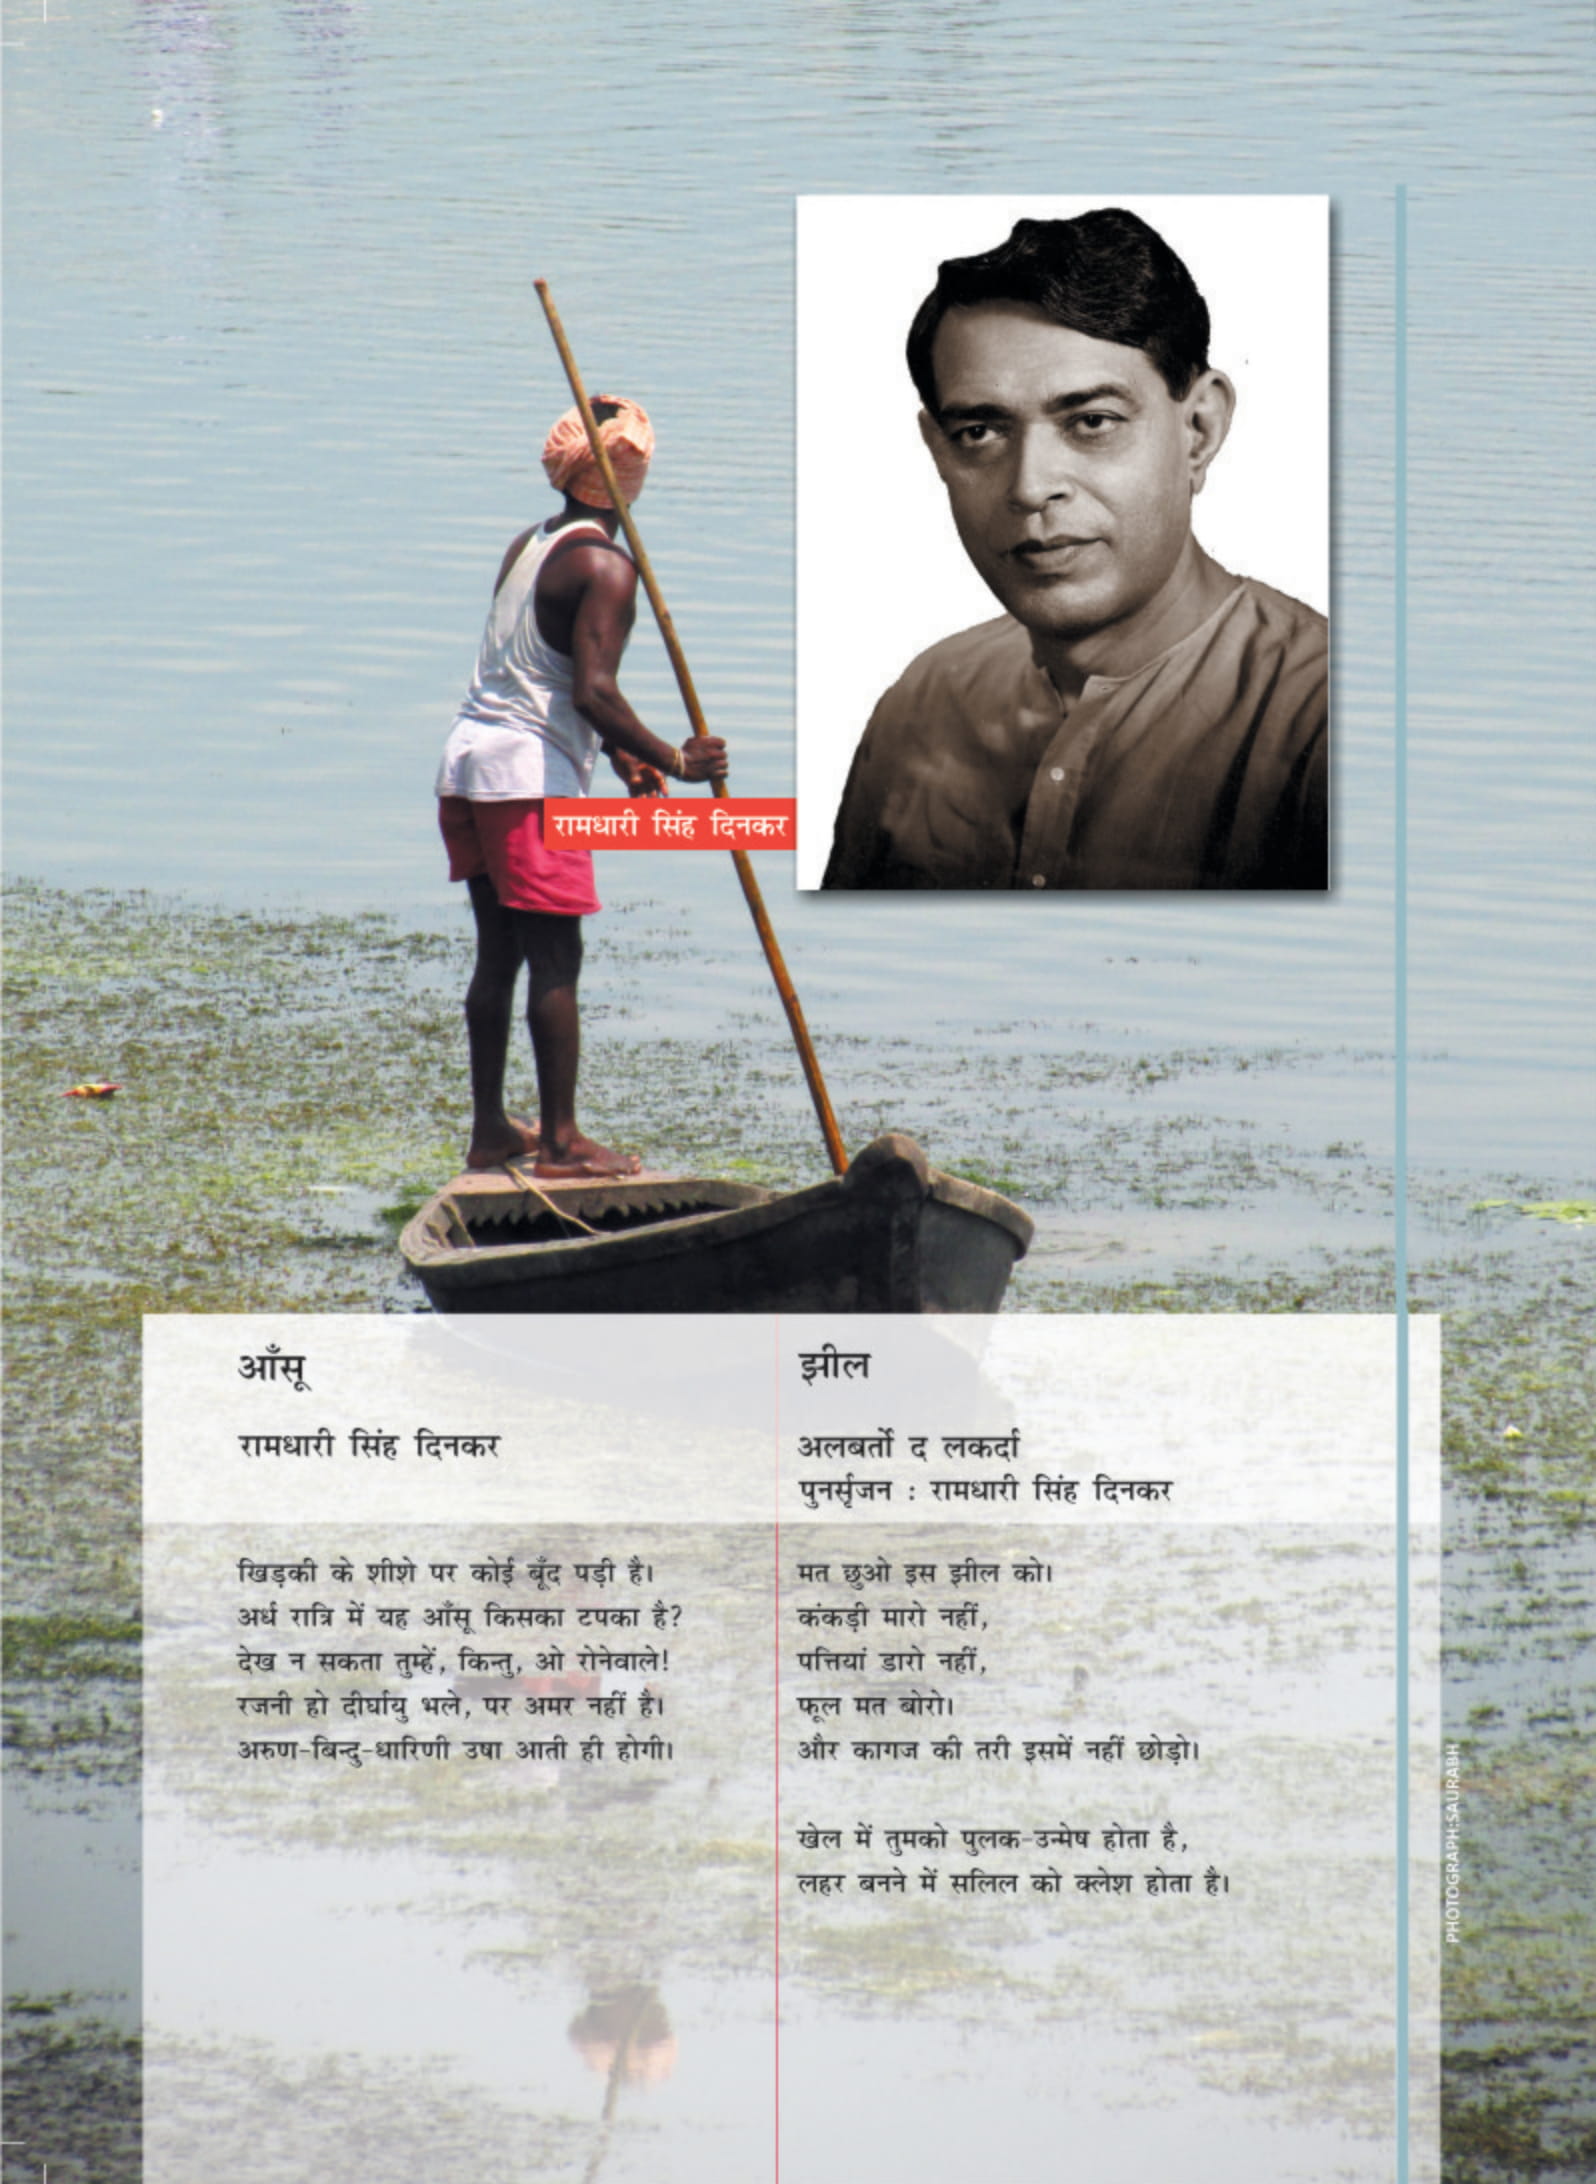 रामधारी सिंह दिनकर
आँसू
रामधारी सिंह दिनकर
खिड़की के शीशे पर कोई बूँद पड़ी है।
अर्ध रात्रि में यह आँसू किसका टपका है?
देख न सकता तुम्हें, किन्तु, ओ रोनेवाले!
रजनी हो दीर्घायु भले, पर अमर नहीं है।
अरुण-बिन्दु-धारिणी उषा आती ही होगी।
झील
अलबर्तो द लकर्दा
पुनर्सृजन : रामधारी सिंह दिनकर
मत छुओ इस झील को।
कंकड़ी मारो नहीं,
पत्तियां डारो नहीं,
फूल मत बोरो।
और कागज की तरी इसमें नहीं छोड़ो।
खेल में तुमको पुलक-उन्मेष होता है,
लहर बनने में सलिल को क्लेश होता है।
PHOTOGRAPH:SAURABH